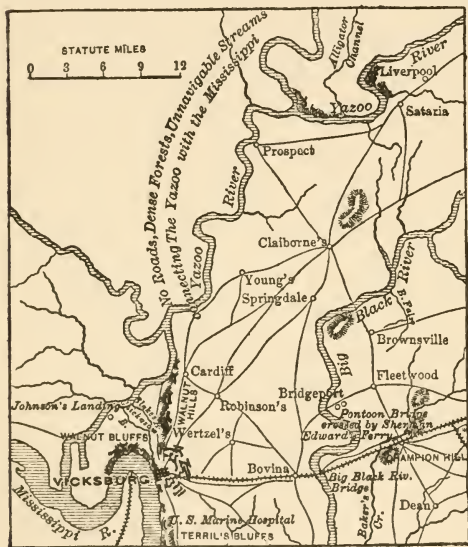 STATUTE MILES
0 3 6 9 12
No Roads, Dense Forests, Unnavigable Streams
Connecting The Yazoo with the Mississippi
Alligator
Channel
River
Liverpool
Yazoo
Sataria
Prospect
River
Yazoo
Claiborne's
River
Young's
Springdale
Black
Big
Brownsville
Cardiff
Fleetwood
WALNUT
HILLS
Bridgeport
Johnson's Landing
Robinson's
Pontoon Bridge
crossed by Sherman
WALNUT BLUFFS
Wertzel's
Edward's Ferry
CHAMPION HILL
VICKSBURG
Bovina
Big Black Riv.
Bridge
Mississippi
R.
Baker's
Cr.
Dean
U. S. Marine Hospital
TERRIL'S BLUFFS